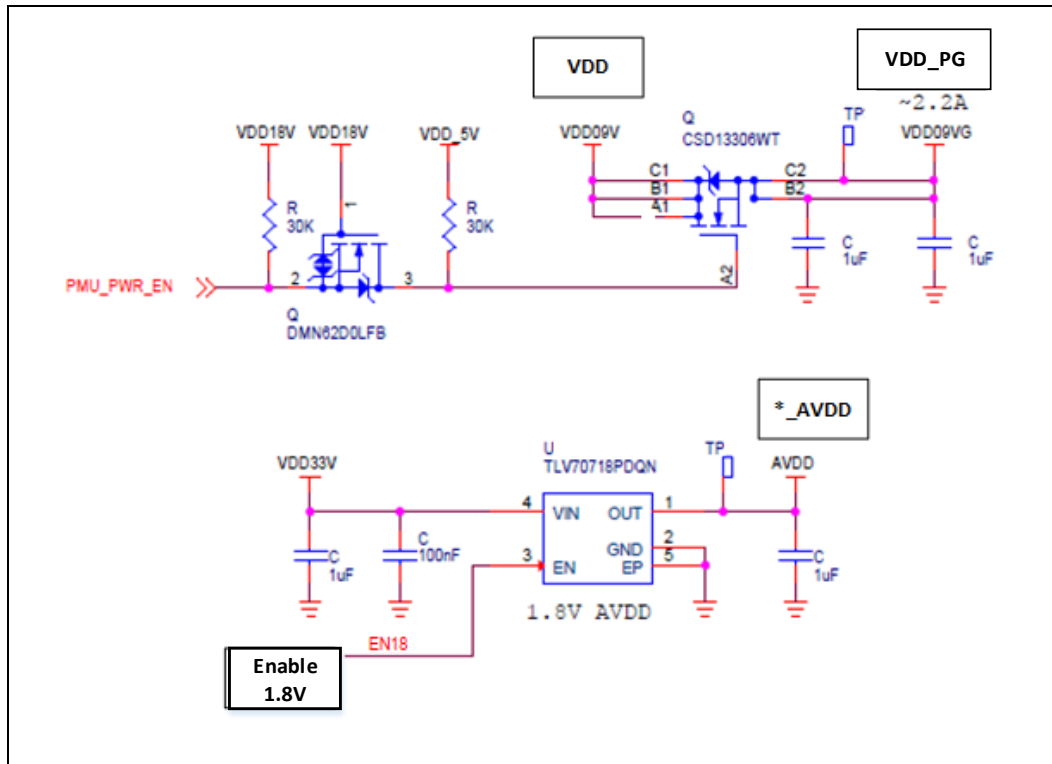 VDD
VDD_PG
~2.2A
VDD18V
VDD18V
VDD_5V
VDD09V
Q
CSD13306WT
TP
VDD09VG
R
30K
1
R
30K
C1
B1
A1
C2
B2
C
1uF
C
1uF
PMU_PWR_EN
2
3
A2
Q
DMN62D0LFB
*_AVDD
VDD33V
U
TLV70718PDQN
TP
AVDD
4
VIN
OUT
1
C
1uF
C
100nF
3
EN
GND
2
EP
5
C
1uF
1.8V AVDD
EN18
Enable
1.8V